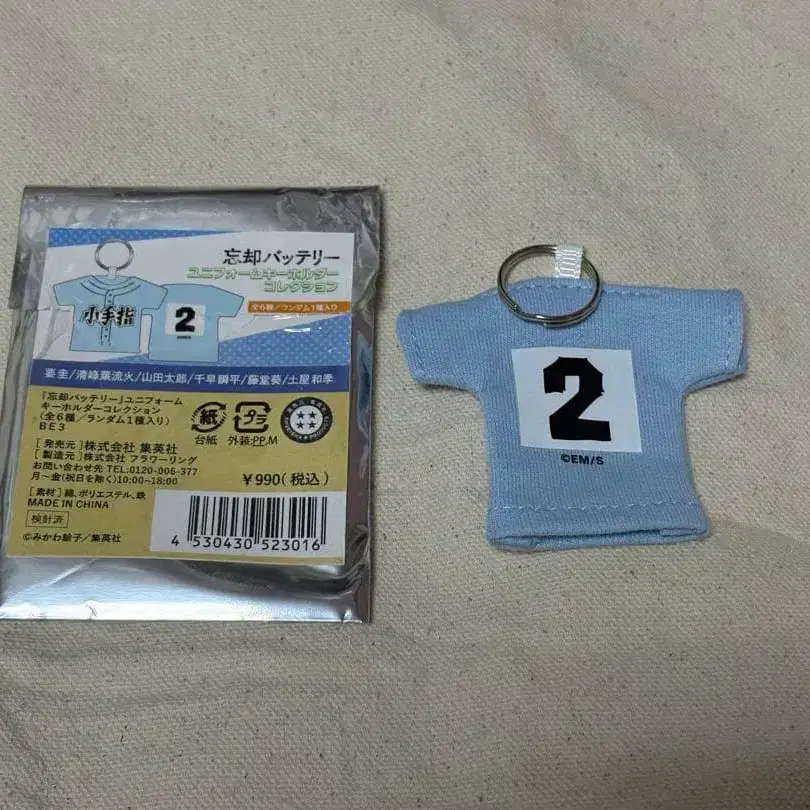 忘却バッテリー
ユニフォームキーホルダー
コレクション
全6種/ランダム1種入り
小手指
2
要圭/清峰葉流火/山田太郎/千早瞬平/藤堂葵/土屋和季
『忘却バッテリー』ユニフォーム
キーホルダーコレクション
(全6種/ランダム1種入り)
BE3
紙
台紙
プラ
外装:PP,M
[発売元]株式会社 集英社
[製造元]株式会社 フラワーリング
お問い合わせ先 TEL:0120-006-377
月〜金(祝日を除く)10:00~18:00
¥990(税込)
[素材]綿、ポリエステル、鉄
MADE IN CHINA
検針済
©みかわ絵子/集英社
4 530430 523016
2
©EM/S